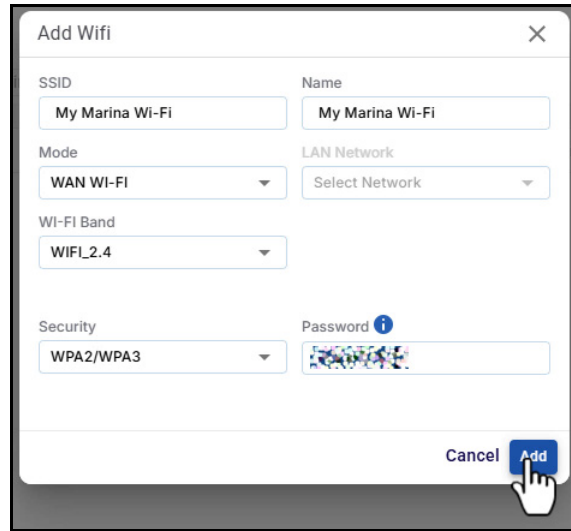 Add Wifi
SSID
Name
My Marina Wi-Fi
My Marina Wi-Fi
Mode
LAN Network
WAN WI-FI
Select Network
WI-FI Band
WIFI_2.4
Security
Password
WPA2/WPA3
Cancel
Add